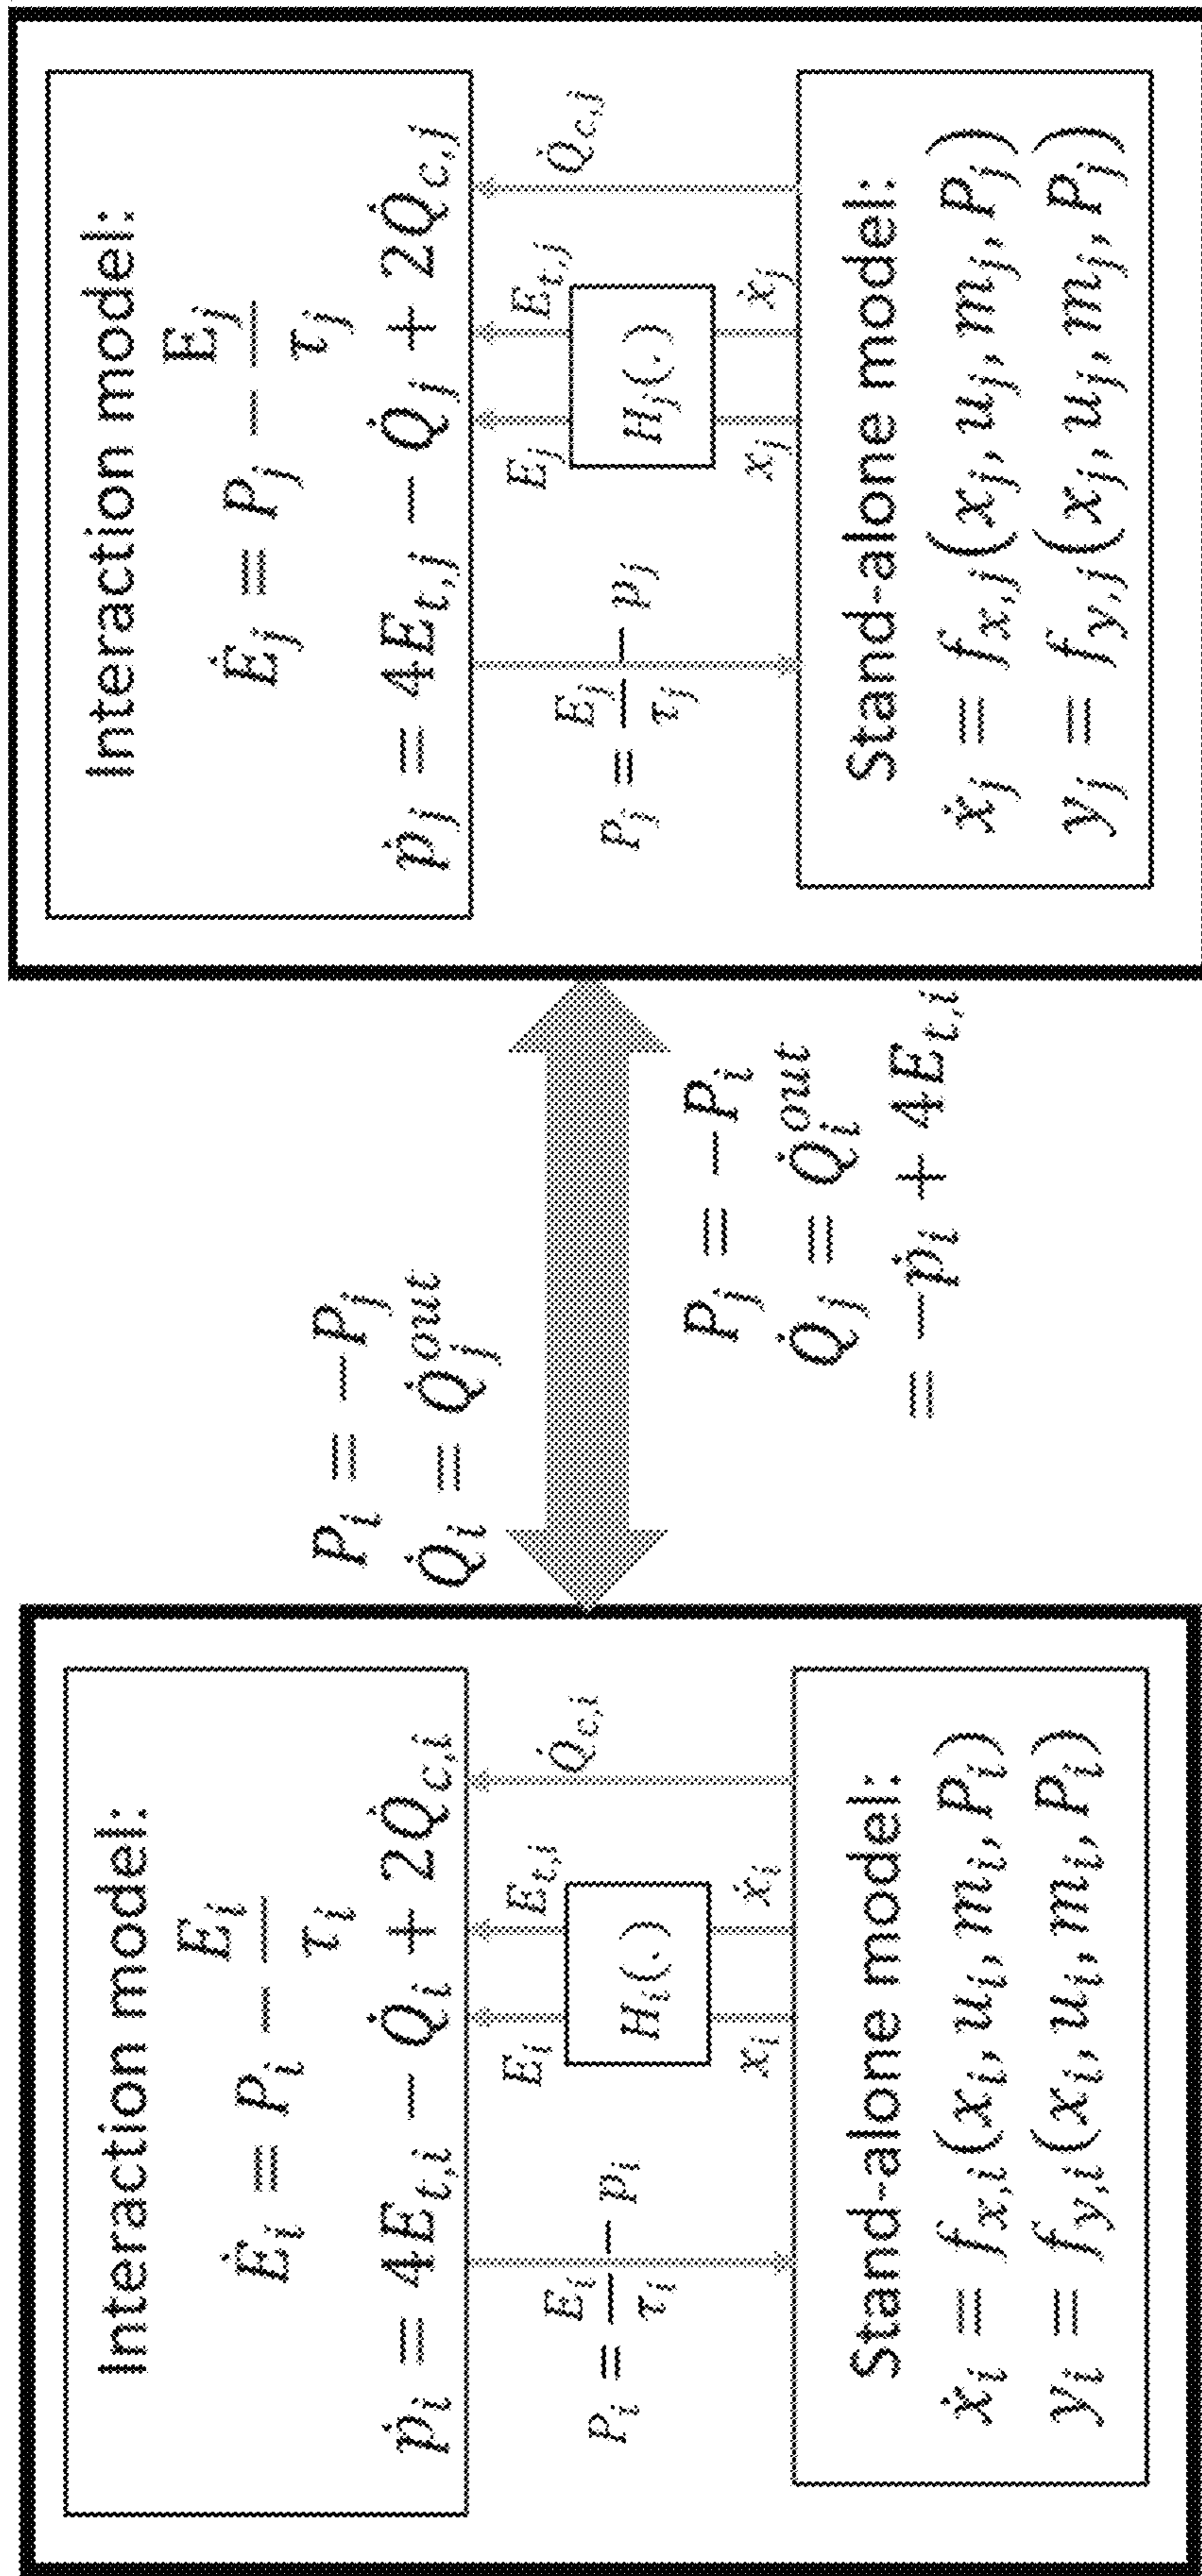 Interaction model:
Ė_i = P_i − E_i/τ_i
ṗ_i = 4E_{t,i} − Q̇_i + 2Q̇_{c,i}
P_i = E_i/τ_i − p_i
E_i
E_{t,i}
Q̇_{c,i}
H_i(.)
x_i
ẋ_i
Stand-alone model:
ẋ_i = f_{x,i}(x_i, u_i, m_i, P_i)
y_i = f_{y,i}(x_i, u_i, m_i, P_i)
P_i = −P_j
Q̇_i = Q̇_j^{out}
P_j = −P_i
Q̇_j = Q̇_i^{out}
= −ṗ_i + 4E_{t,i}
Interaction model:
Ė_j = P_j − E_j/τ_j
ṗ_j = 4E_{t,j} − Q̇_j + 2Q̇_{c,j}
P_j = E_j/τ_j − p_j
E_j
E_{t,j}
Q̇_{c,j}
H_j(.)
x_j
ẋ_j
Stand-alone model:
ẋ_j = f_{x,j}(x_j, u_j, m_j, P_j)
y_j = f_{y,j}(x_j, u_j, m_j, P_j)